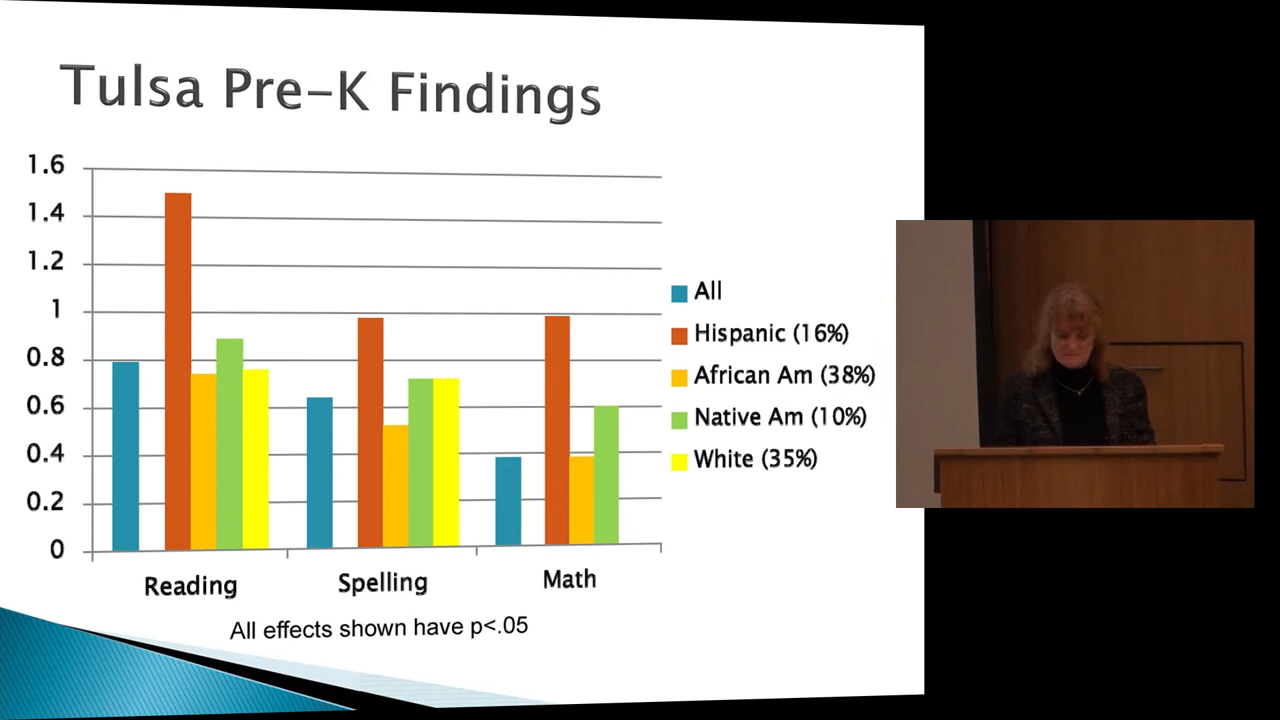 Tulsa Pre-K Findings
1.6
1.4
1.2
1
0.8
0.6
0.4
0.2
0
Reading
Spelling
Math
All
Hispanic (16%)
African Am (38%)
Native Am (10%)
White (35%)
All effects shown have p<.05